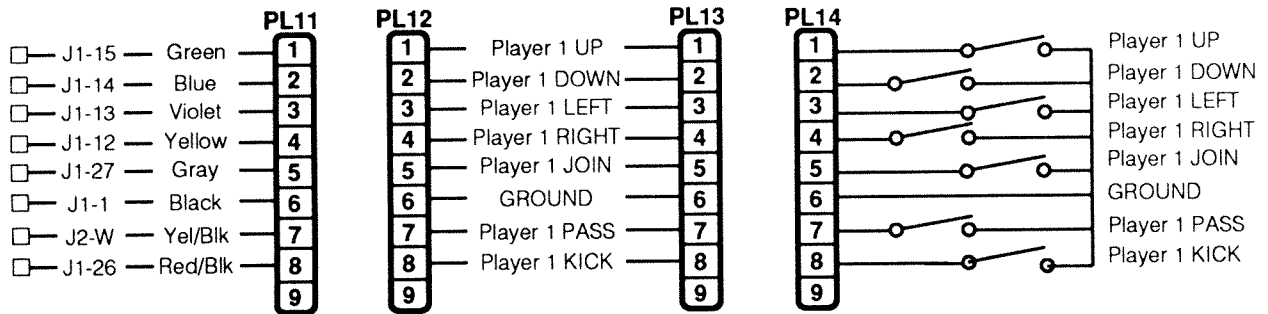 PL11 PL12 PL13 PL14
J1-15 Green 1 1 Player 1 UP 1 1 Player 1 UP
J1-14 Blue 2 2 Player 1 DOWN 2 2 Player 1 DOWN
J1-13 Violet 3 3 Player 1 LEFT 3 3 Player 1 LEFT
J1-12 Yellow 4 4 Player 1 RIGHT 4 4 Player 1 RIGHT
J1-27 Gray 5 5 Player 1 JOIN 5 5 Player 1 JOIN
J1-1 Black 6 6 GROUND 6 6 GROUND
J2-W Yel/Blk 7 7 Player 1 PASS 7 7 Player 1 PASS
J1-26 Red/Blk 8 8 Player 1 KICK 8 8 Player 1 KICK
9 9 9 9